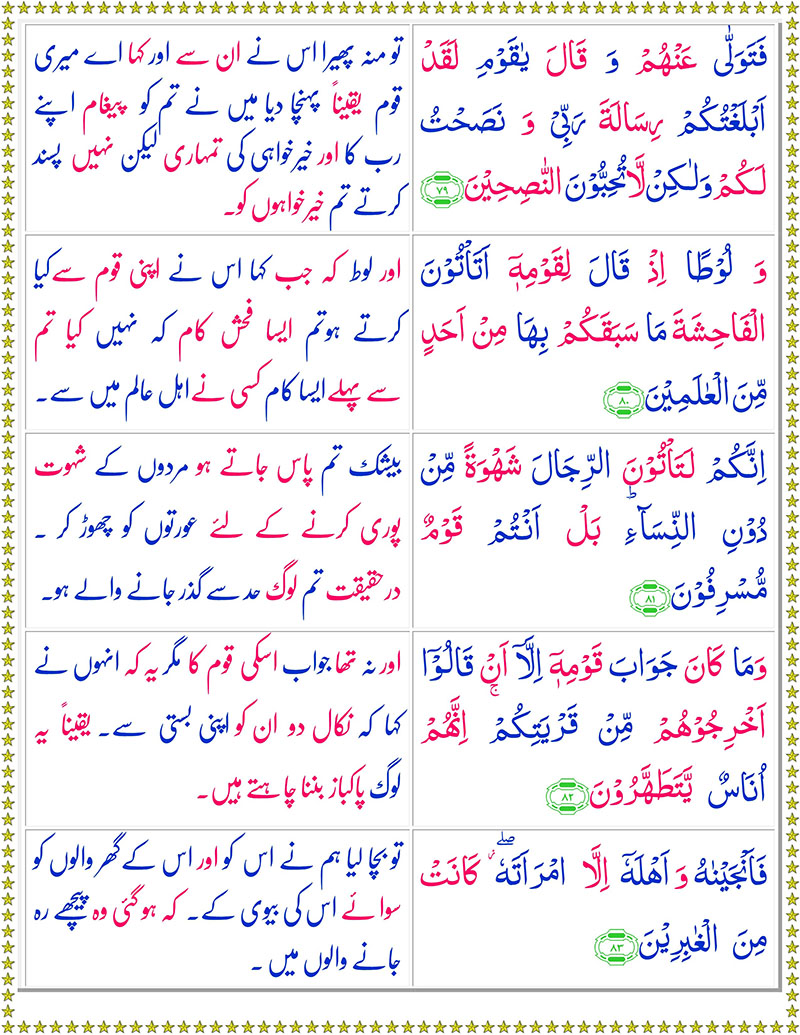 فَتَوَلّٰى عَنْهُمْ وَ قَالَ یٰقَوْمِ لَقَدْ
اَبْلَغْتُكُمْ رِسَالَةَ رَبِّیْ وَ نَصَحْتُ
لَكُمْ وَلٰكِنْ لَّا تُحِبُّوْنَ النّٰصِحِیْنَ ۷۹
تو منہ پھیرا اس نے ان سے اور کہا اے میری
قوم یقیناً پہنچا دیا میں نے تم کو پیغام اپنے
رب کا اور خیرخواہی کی تمہاری لیکن نہیں پسند
کرتے تم خیرخواہوں کو۔
وَ لُوْطًا اِذْ قَالَ لِقَوْمِهٖۤ اَتَاْتُوْنَ
الْفَاحِشَةَ مَا سَبَقَكُمْ بِهَا مِنْ اَحَدٍ
مِّنَ الْعٰلَمِیْنَ ۸۰
اور لوط کہ جب کہا اس نے اپنی قوم سے کیا
کرتے ہوتم ایسا فحش کام کہ نہیں کیا تم
سے پہلے ایسا کام کسی نے اہل عالم میں سے۔
اِنَّكُمْ لَتَاْتُوْنَ الرِّجَالَ شَهْوَةً مِّنْ
دُوْنِ النِّسَآءِ ؕ بَلْ اَنْتُمْ قَوْمٌ
مُّسْرِفُوْنَ ۸۱
بیشک تم پاس جاتے ہو مردوں کے شہوت
پوری کرنے کے لئے عورتوں کو چھوڑ کر ۔
درحقیقت تم لوگ حد سے گذر جانے والے ہو۔
وَمَا كَانَ جَوَابَ قَوْمِهٖۤ اِلَّاۤ اَنْ قَالُوْۤا
اَخْرِجُوْهُمْ مِّنْ قَرْیَتِكُمْ ۚ اِنَّهُمْ
اُنَاسٌ یَّتَطَهَّرُوْنَ ۸۲
اور نہ تھا جواب اسکی قوم کا مگر یہ کہ انہوں نے
کہا کہ نکال دو ان کو اپنی بستی سے۔ یقیناً یہ
لوگ پاکباز بننا چاہتے ہیں۔
فَاَنْجَیْنٰهُ وَ اَهْلَهٗۤ اِلَّا امْرَاَتَهٗ ۖؗ كَانَتْ
مِنَ الْغٰبِرِیْنَ ۸۳
تو بچا لیا ہم نے اس کو اور اس کے گھر والوں کو
سوائے اس کی بیوی کے۔ کہ ہوگئی وہ پیچھے رہ
جانے والوں میں ۔